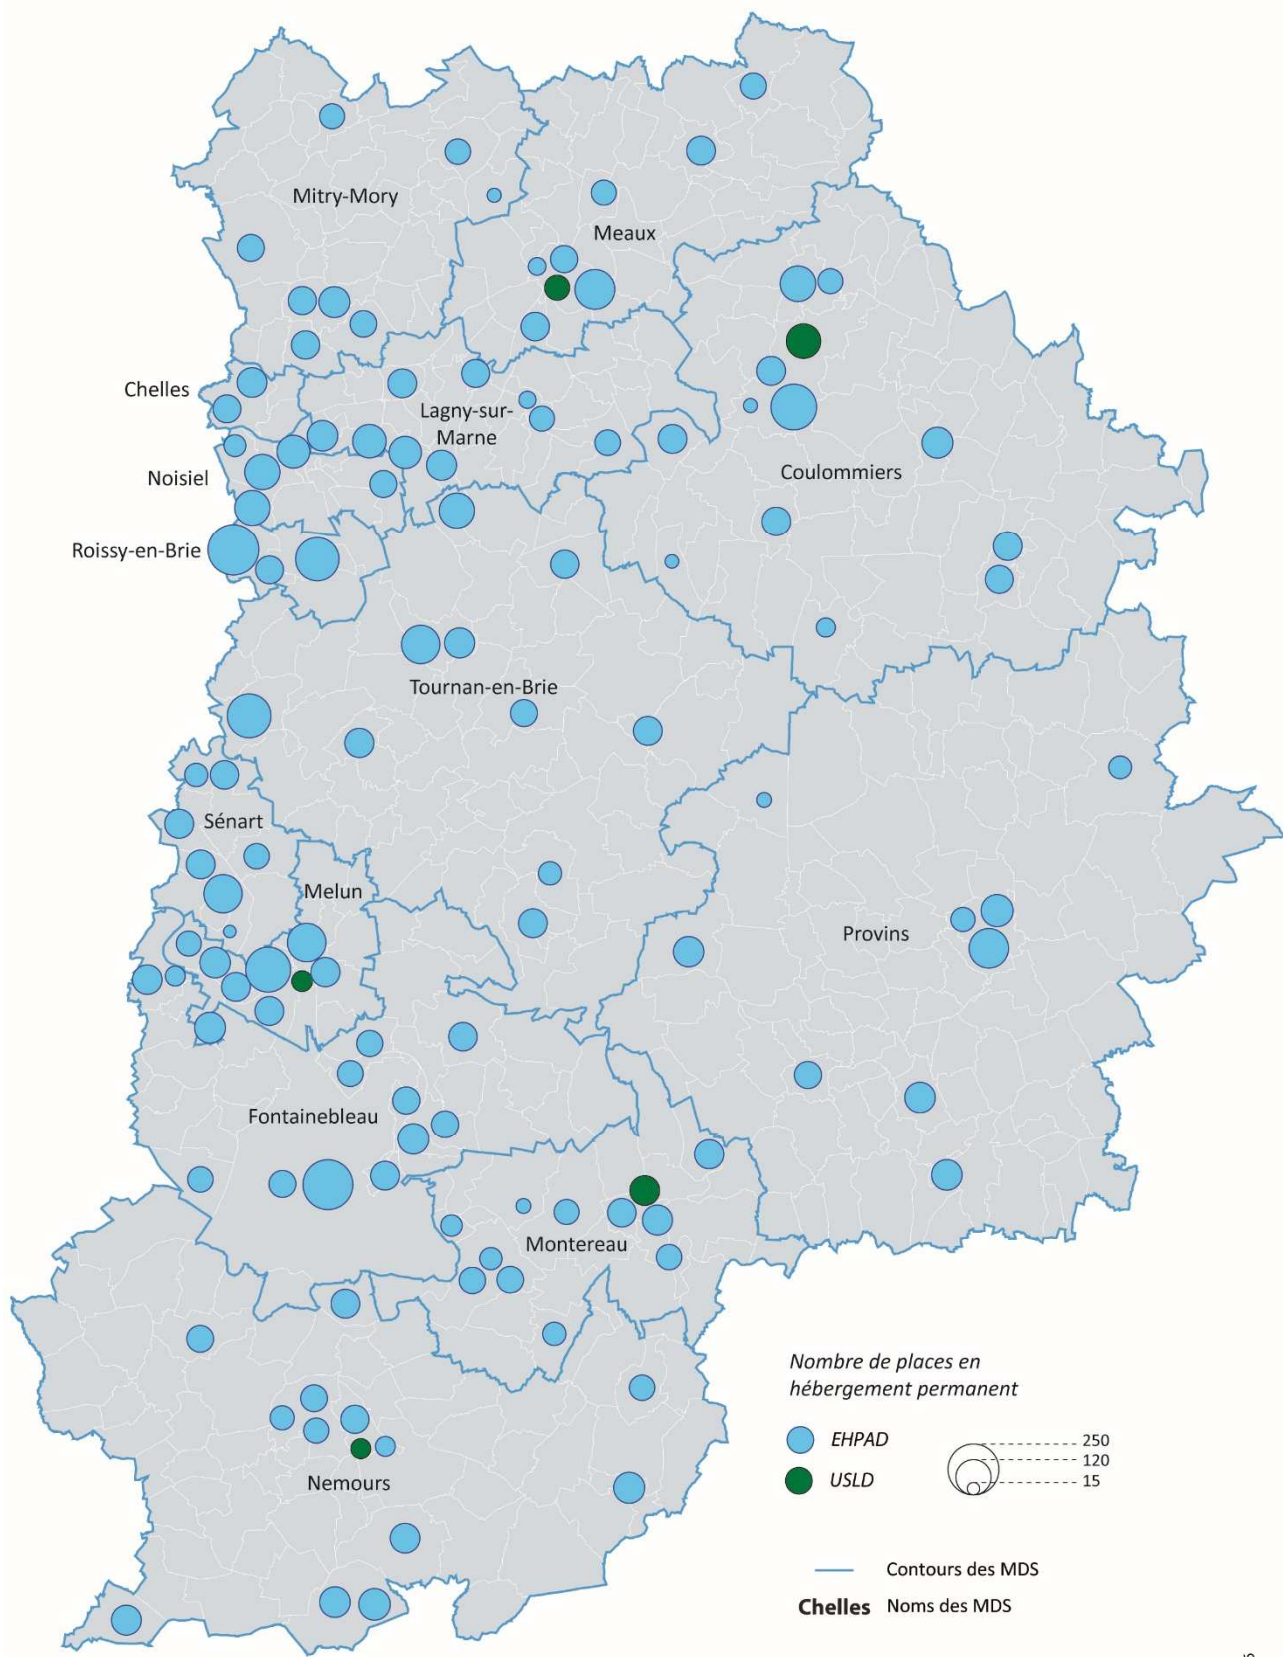 Mitry-Mory
Meaux
Chelles
Lagny-sur-
Marne
Noisiel
Coulommiers
Roissy-en-Brie
Tournan-en-Brie
Sénart
Melun
Provins
Fontainebleau
Montereau
Nemours
Nombre de places en
hébergement permanent
EHPAD
USLD
250
120
15
Contours des MDS
Chelles Noms des MDS